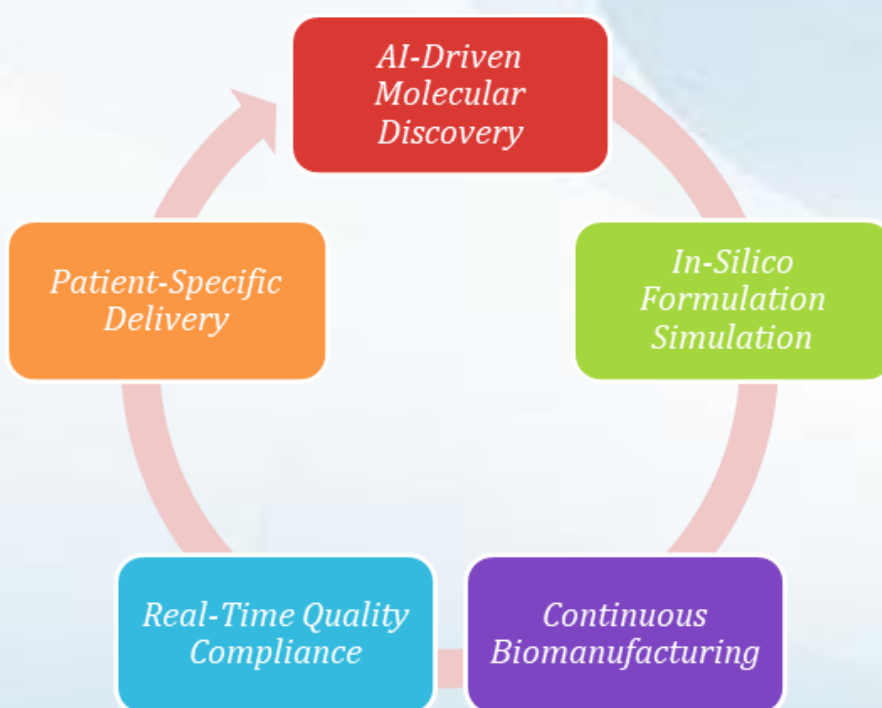 AI-Driven
Molecular
Discovery
In-Silico
Formulation
Simulation
Continuous
Biomanufacturing
Real-Time Quality
Compliance
Patient-Specific
Delivery